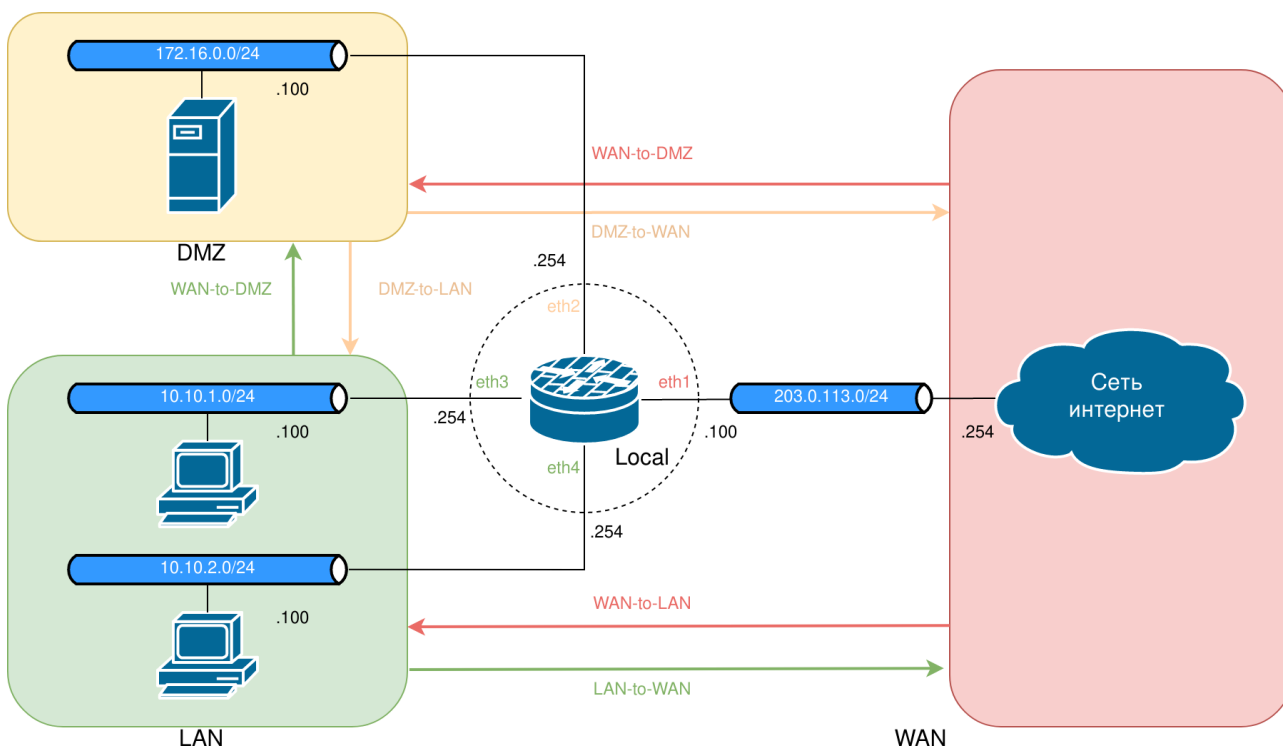 172.16.0.0/24
.100
DMZ
WAN-to-DMZ
DMZ-to-WAN
WAN-to-DMZ
DMZ-to-LAN
.254
eth2
eth3
eth1
eth4
Local
10.10.1.0/24
.100
.254
203.0.113.0/24
.100
.254
Сеть
интернет
.254
10.10.2.0/24
.100
WAN-to-LAN
LAN-to-WAN
LAN
WAN